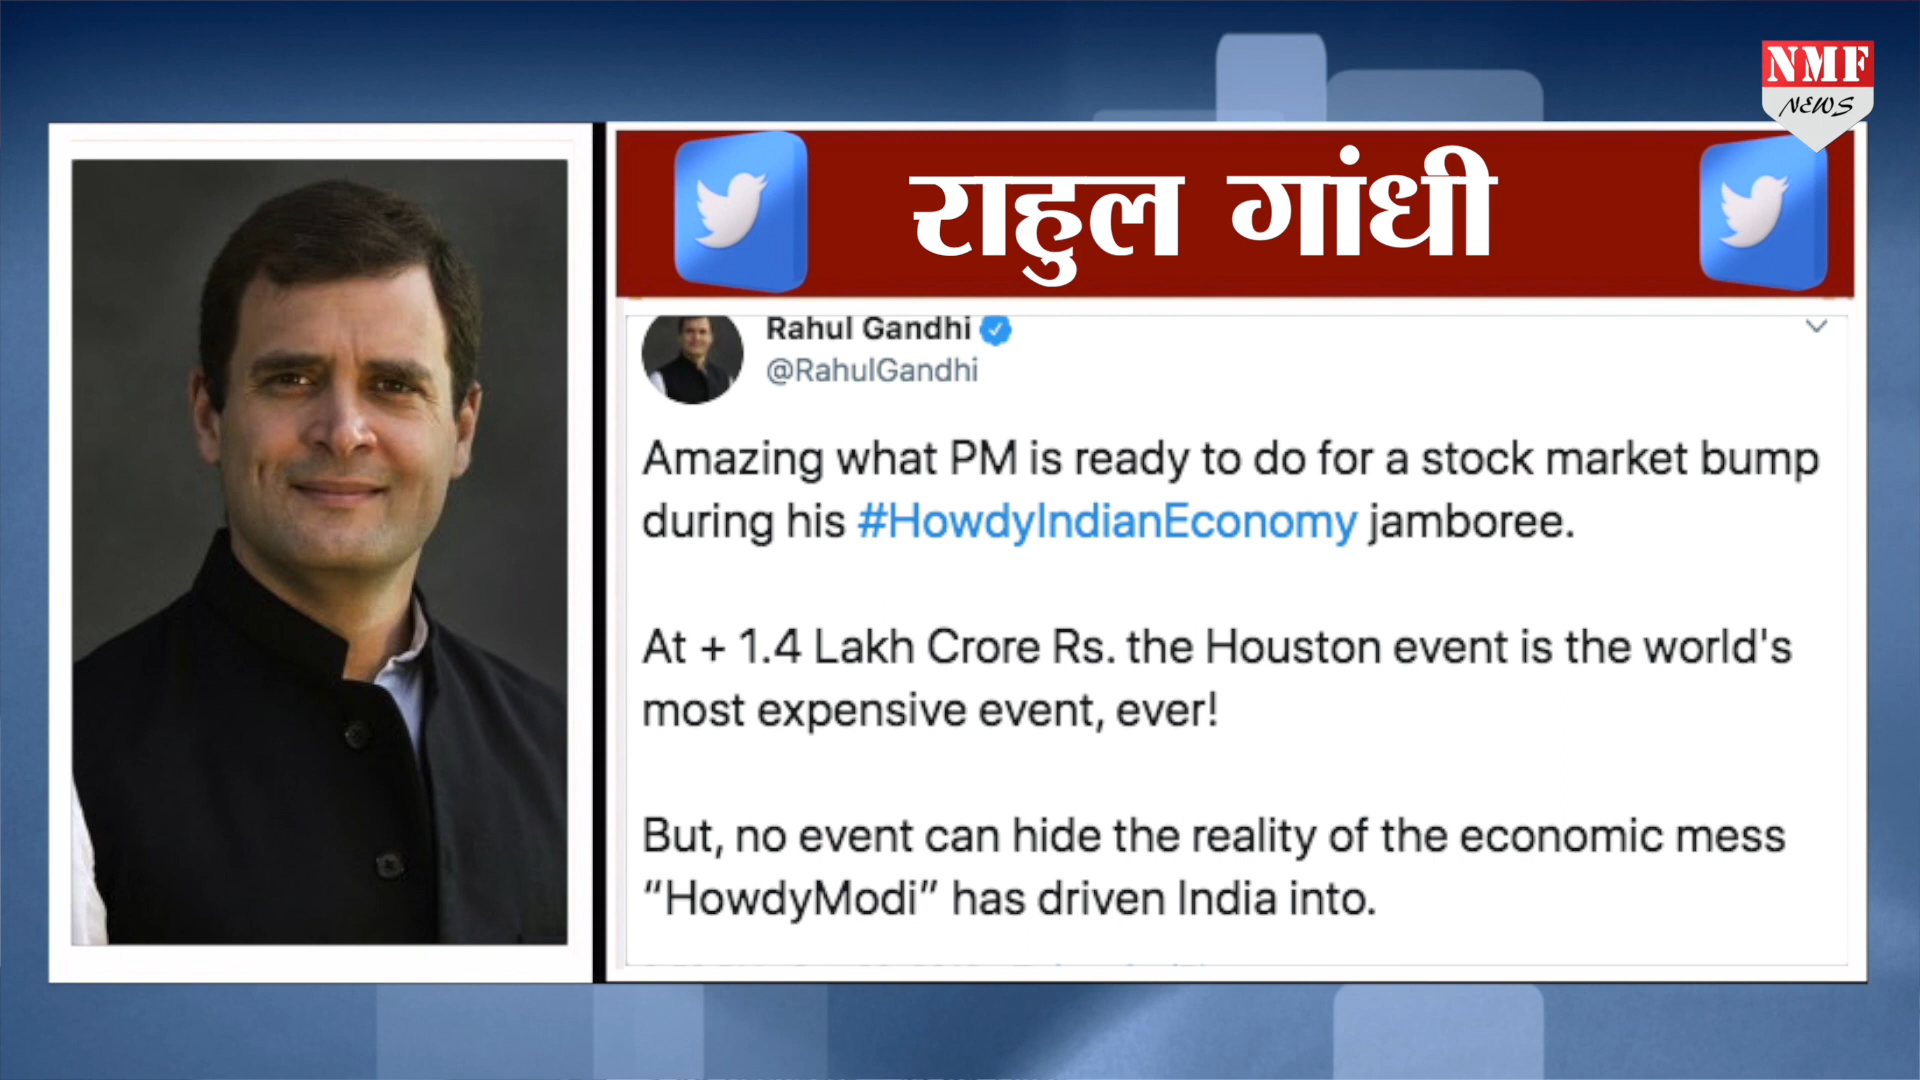 NMF
NEWS
राहुल गांधी
Rahul Gandhi
@RahulGandhi
Amazing what PM is ready to do for a stock market bump
during his #HowdyIndianEconomy jamboree.
At + 1.4 Lakh Crore Rs. the Houston event is the world's
most expensive event, ever!
But, no event can hide the reality of the economic mess
“HowdyModi” has driven India into.